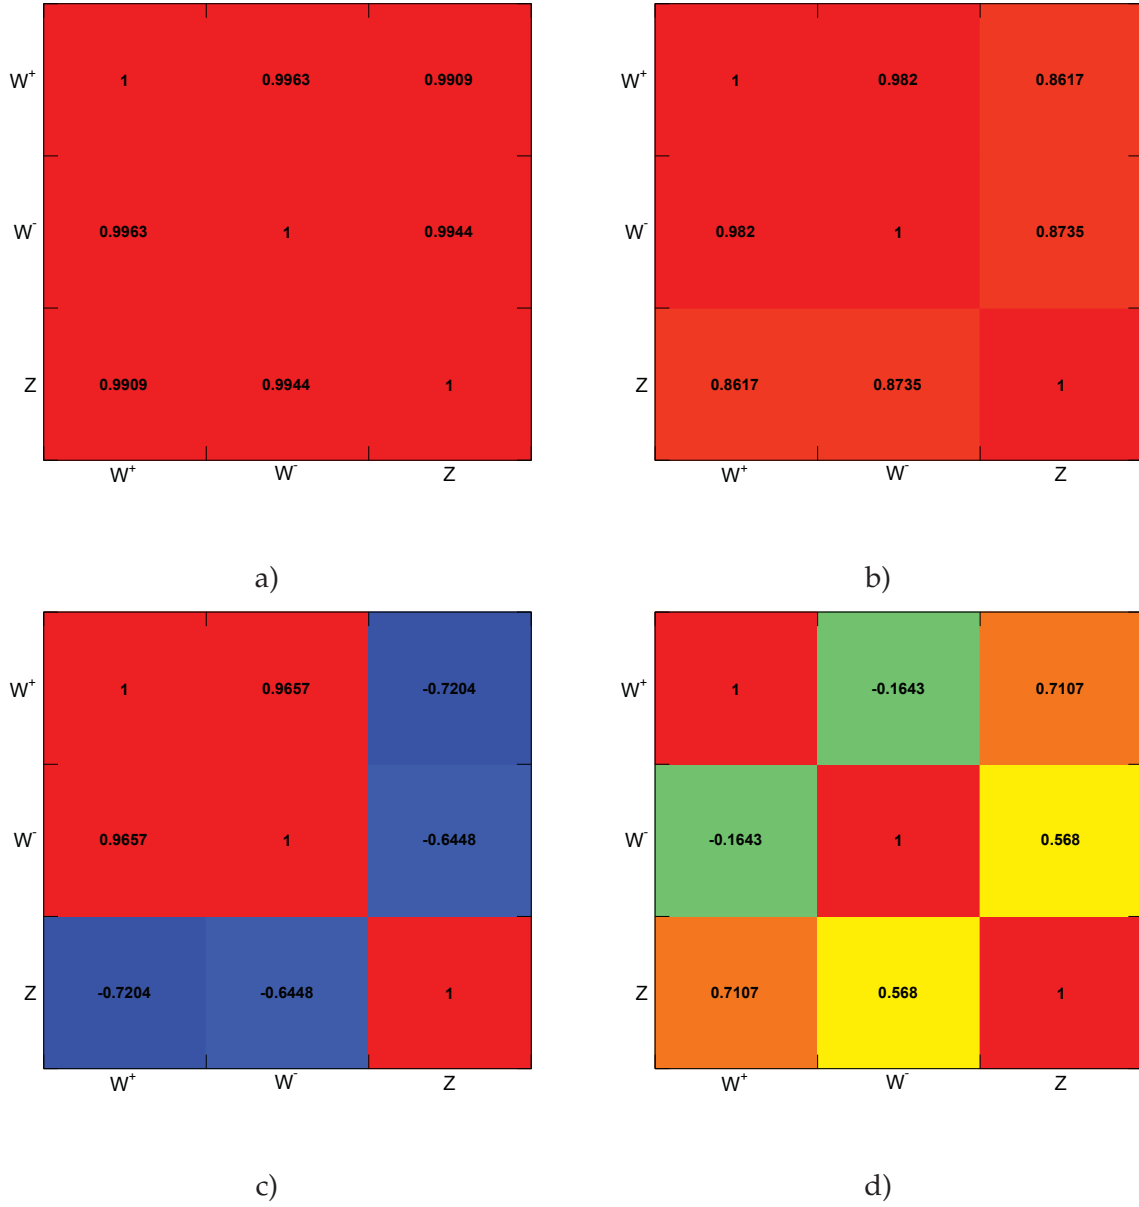 W⁺ 1 0.9963 0.9909
W⁻ 0.9963 1 0.9944
Z 0.9909 0.9944 1
W⁺ W⁻ Z
a)
W⁺ 1 0.982 0.8617
W⁻ 0.982 1 0.8735
Z 0.8617 0.8735 1
W⁺ W⁻ Z
b)
W⁺ 1 0.9657 -0.7204
W⁻ 0.9657 1 -0.6448
Z -0.7204 -0.6448 1
W⁺ W⁻ Z
c)
W⁺ 1 -0.1643 0.7107
W⁻ -0.1643 1 0.568
Z 0.7107 0.568 1
W⁺ W⁻ Z
d)